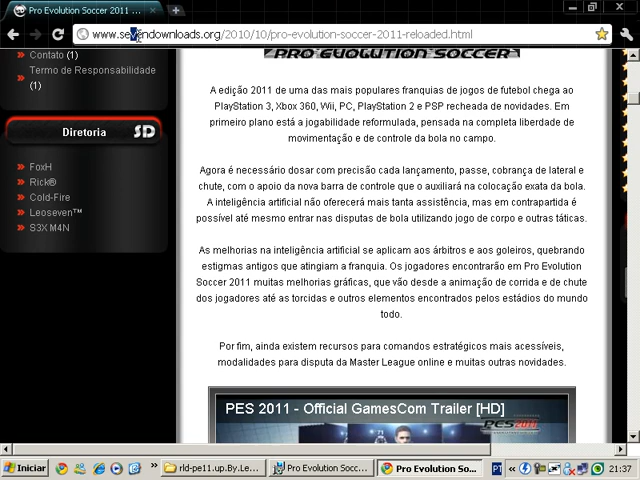 Pro Evolution Soccer 2011 ...
www.sevendownloads.org/2010/10/pro-evolution-soccer-2011-reloaded.html
PRO EVOLUTION SOCCER
Contato (1)
Termo de Responsabilidade
(1)
Diretoria SD
FoxH
Rick®
Cold-Fire
Leoseven™
S3X M4N
A edição 2011 de uma das mais populares franquias de jogos de futebol chega ao
PlayStation 3, Xbox 360, Wii, PC, PlayStation 2 e PSP recheada de novidades. Em
primeiro plano está a jogabilidade reformulada, pensada na completa liberdade de
movimentação e de controle da bola no campo.
Agora é necessário dosar com precisão cada lançamento, passe, cobrança de lateral e
chute, com o apoio da nova barra de controle que o auxiliará na colocação exata da bola.
A inteligência artificial não oferecerá mais tanta assistência, mas em contrapartida é
possível até mesmo entrar nas disputas de bola utilizando jogo de corpo e outras táticas.
As melhorias na inteligência artificial se aplicam aos árbitros e aos goleiros, quebrando
estigmas antigos que atingiam a franquia. Os jogadores encontrarão em Pro Evolution
Soccer 2011 muitas melhorias gráficas, que vão desde a animação de corrida e de chute
dos jogadores até as torcidas e outros elementos encontrados pelos estádios do mundo
todo.
Por fim, ainda existem recursos para comandos estratégicos mais acessíveis,
modalidades para disputa da Master League online e muitas outras novidades.
PES 2011 - Official GamesCom Trailer [HD]
PES 2011
Iniciar
rld-pe11.up.By.Le...
Pro Evolution Socc...
Pro Evolution So...
PT
21:37